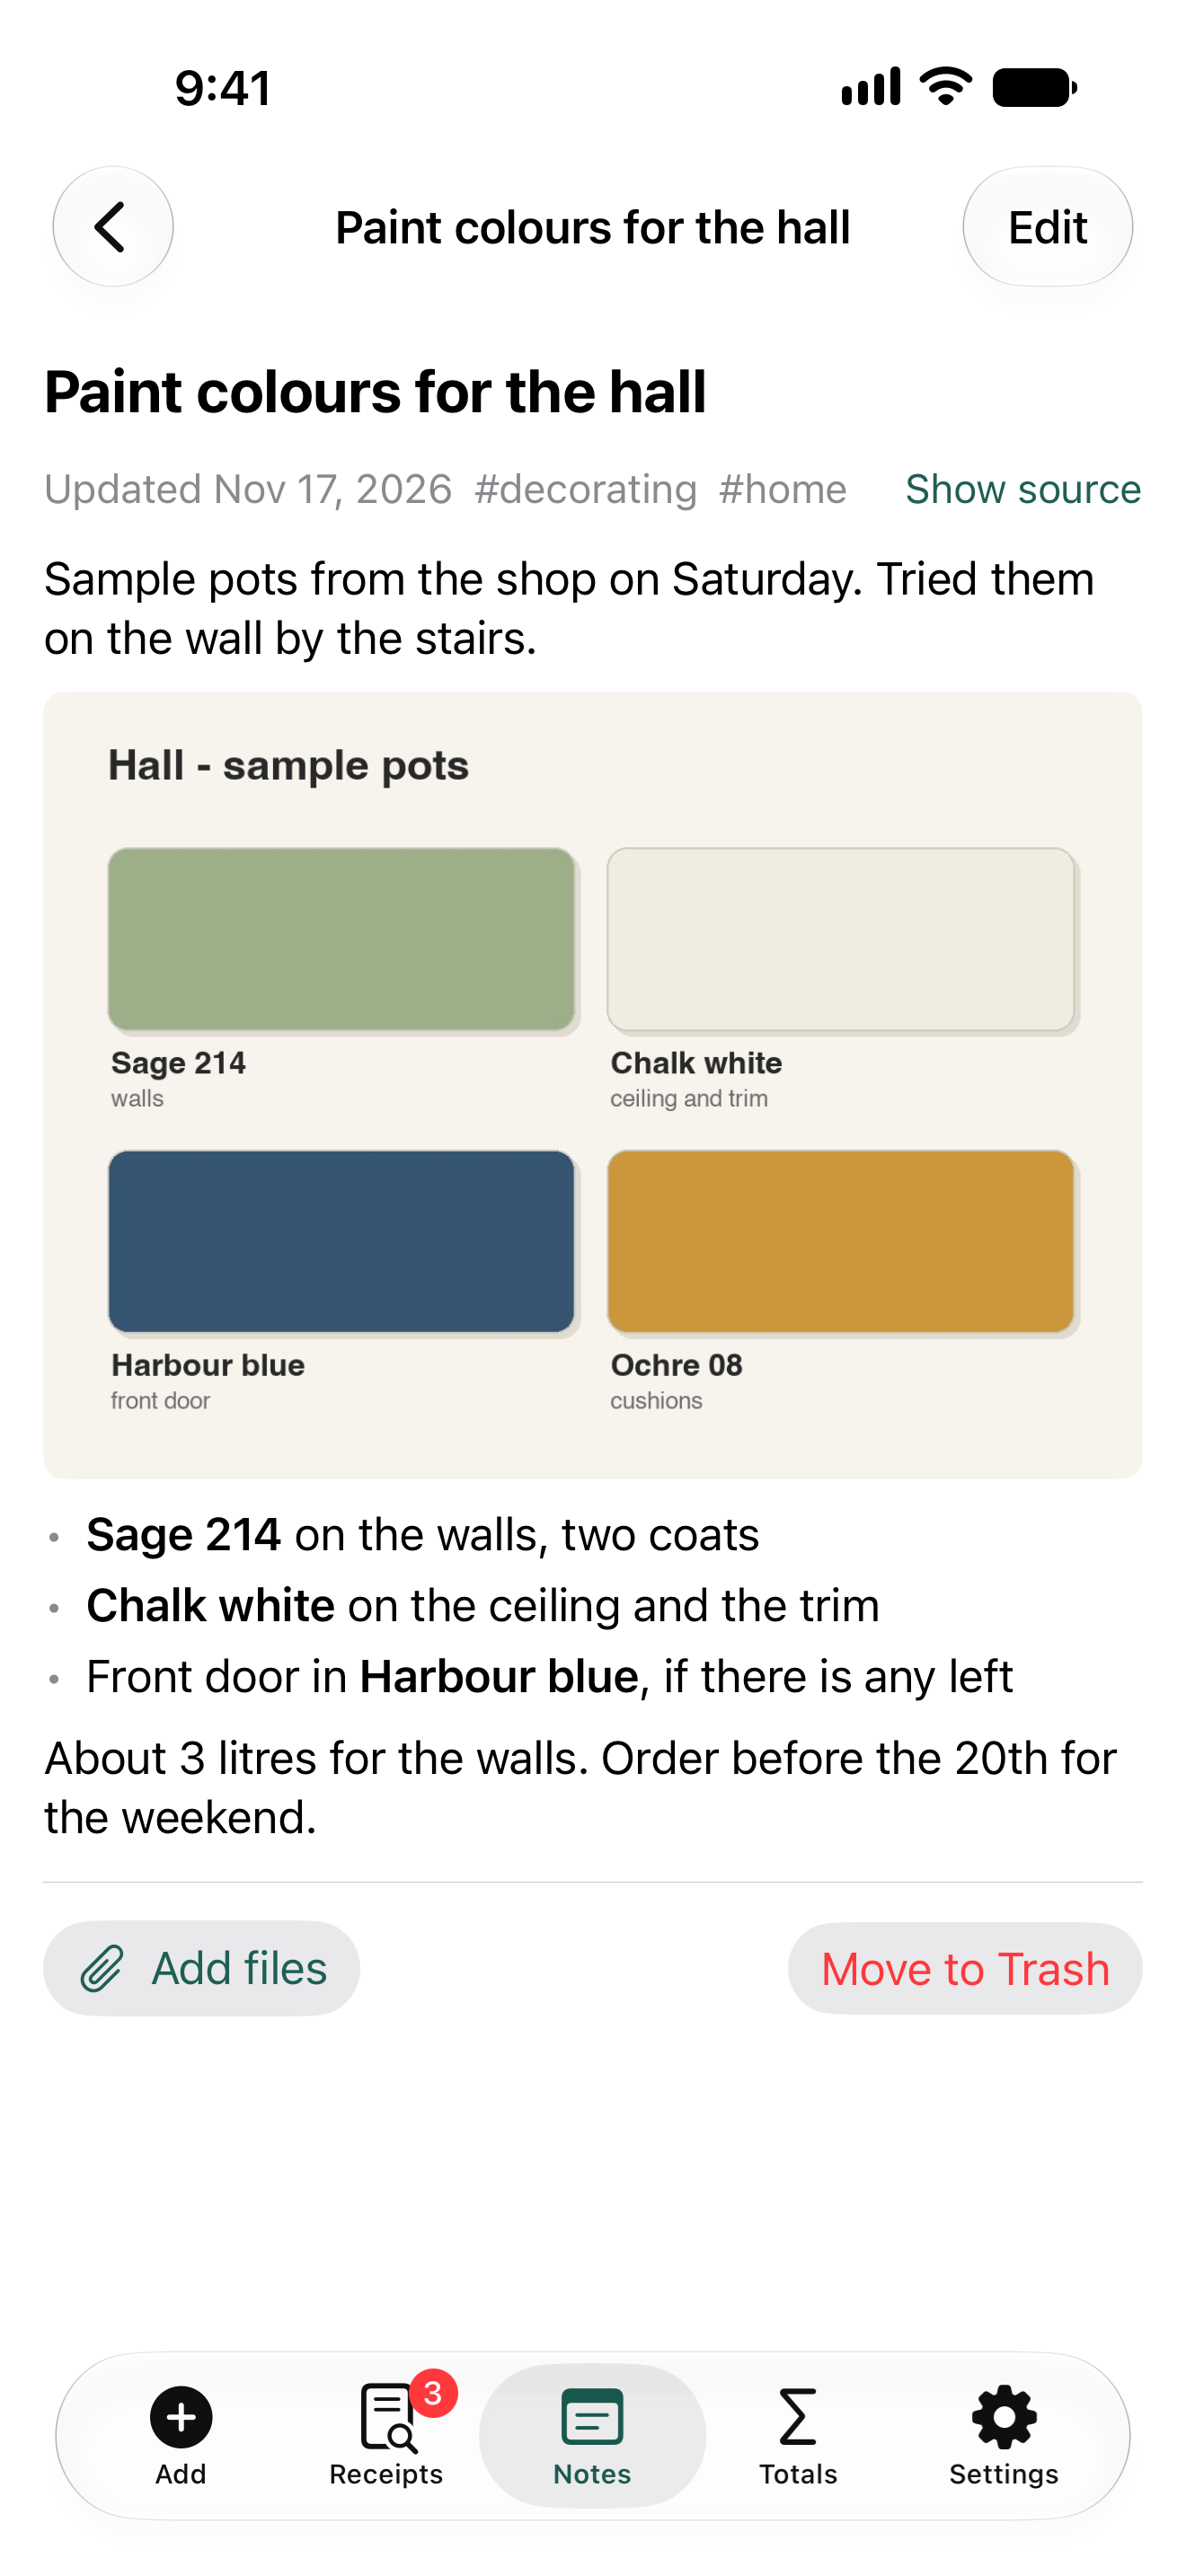 9:41
Paint colours for the hall
Edit
Paint colours for the hall
Updated Nov 17, 2026 #decorating #home Show source
Sample pots from the shop on Saturday. Tried them
on the wall by the stairs.
Hall - sample pots
Sage 214
walls
Chalk white
ceiling and trim
Harbour blue
front door
Ochre 08
cushions
• Sage 214 on the walls, two coats
• Chalk white on the ceiling and the trim
• Front door in Harbour blue, if there is any left
About 3 litres for the walls. Order before the 20th for
the weekend.
Add files
Move to Trash
3
Add
Receipts
Notes
Totals
Settings